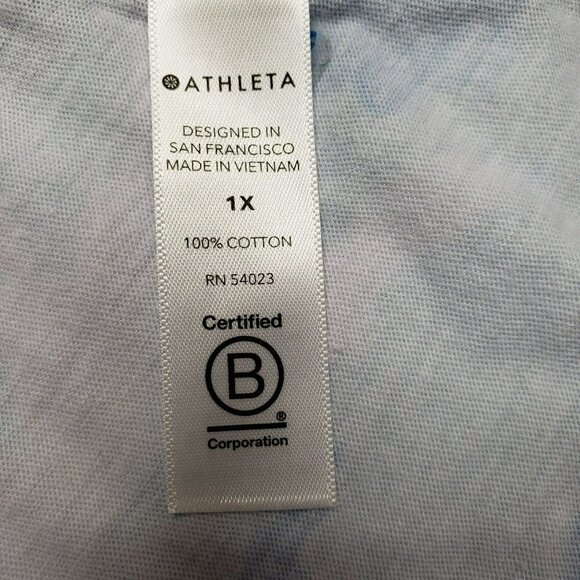 ATHLETA
DESIGNED IN
SAN FRANCISCO
MADE IN VIETNAM
1X
100% COTTON
RN 54023
Certified
B
®
Corporation